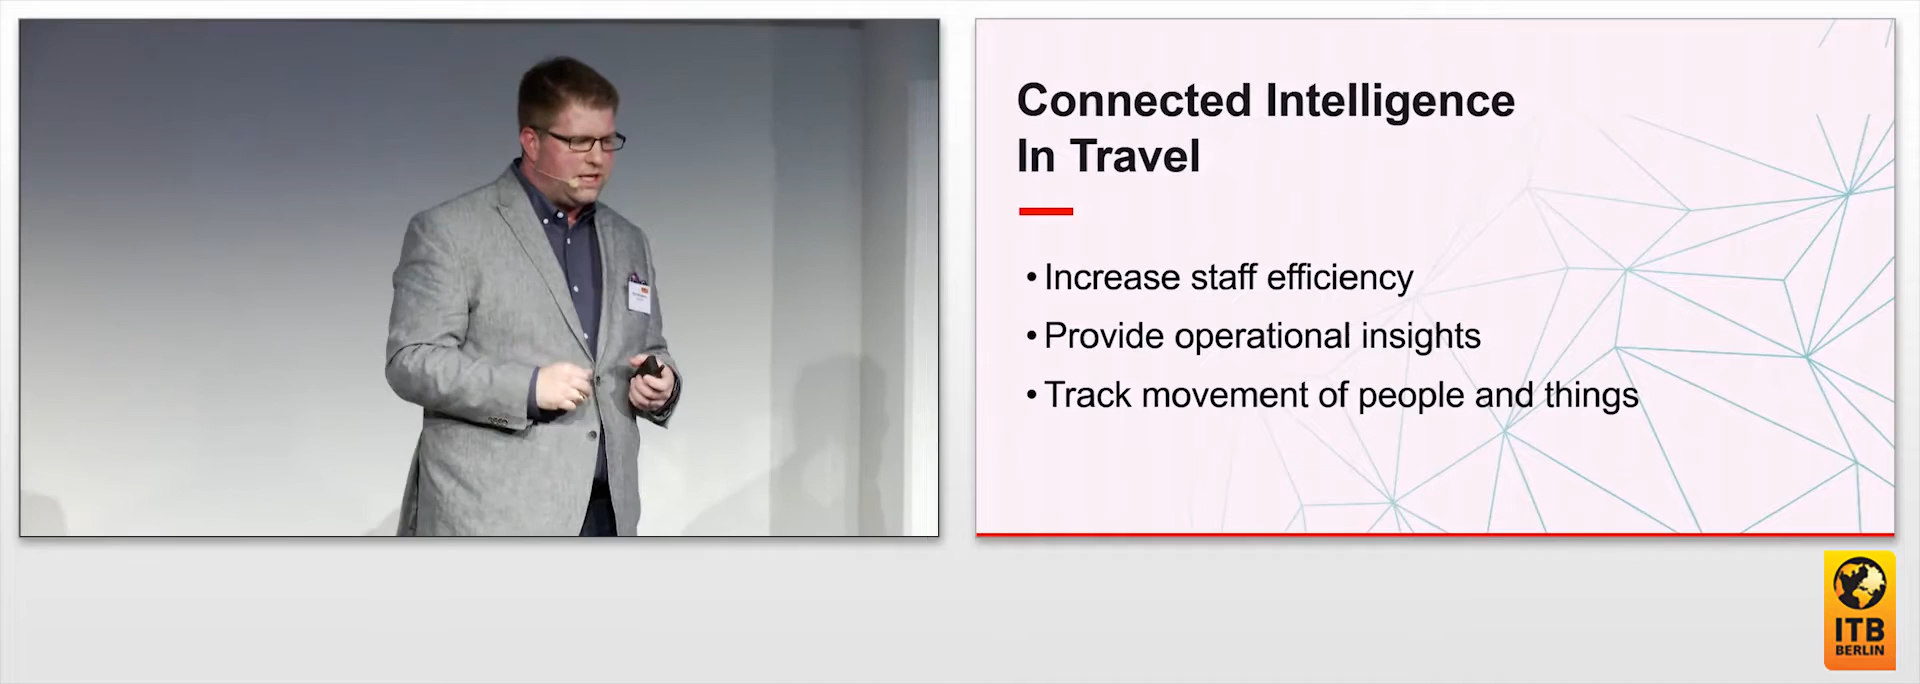 Connected Intelligence
In Travel
• Increase staff efficiency
• Provide operational insights
• Track movement of people and things
ITB
BERLIN